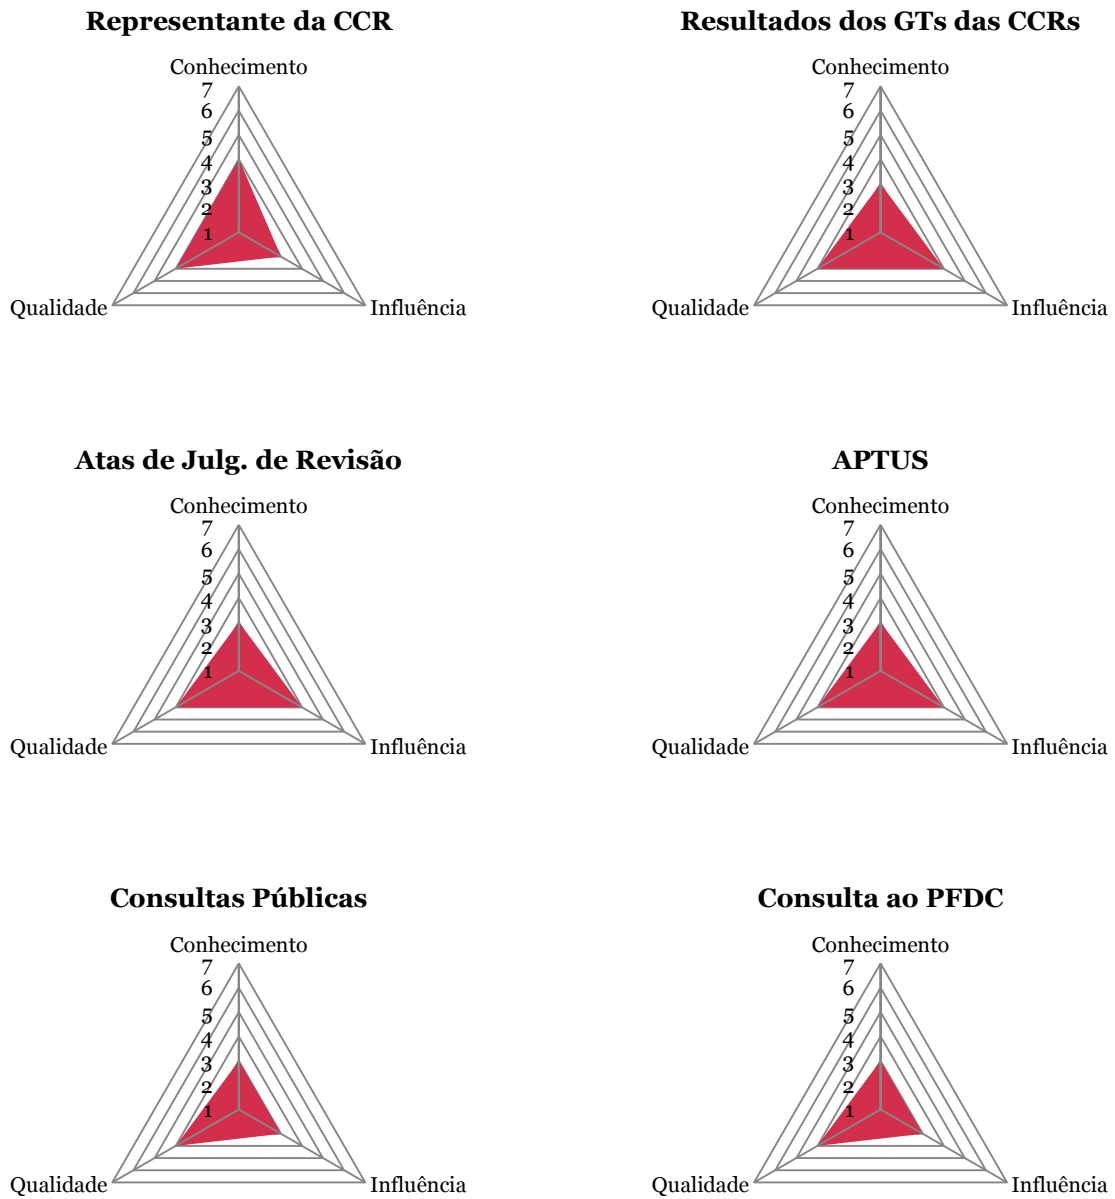 Representante da CCR
Conhecimento
7
6
5
4
3
2
1
Qualidade
Influência
Resultados dos GTs das CCRs
Conhecimento
7
6
5
4
3
2
1
Qualidade
Influência
Atas de Julg. de Revisão
Conhecimento
7
6
5
4
3
2
1
Qualidade
Influência
APTUS
Conhecimento
7
6
5
4
3
2
1
Qualidade
Influência
Consultas Públicas
Conhecimento
7
6
5
4
3
2
1
Qualidade
Influência
Consulta ao PFDC
Conhecimento
7
6
5
4
3
2
1
Qualidade
Influência